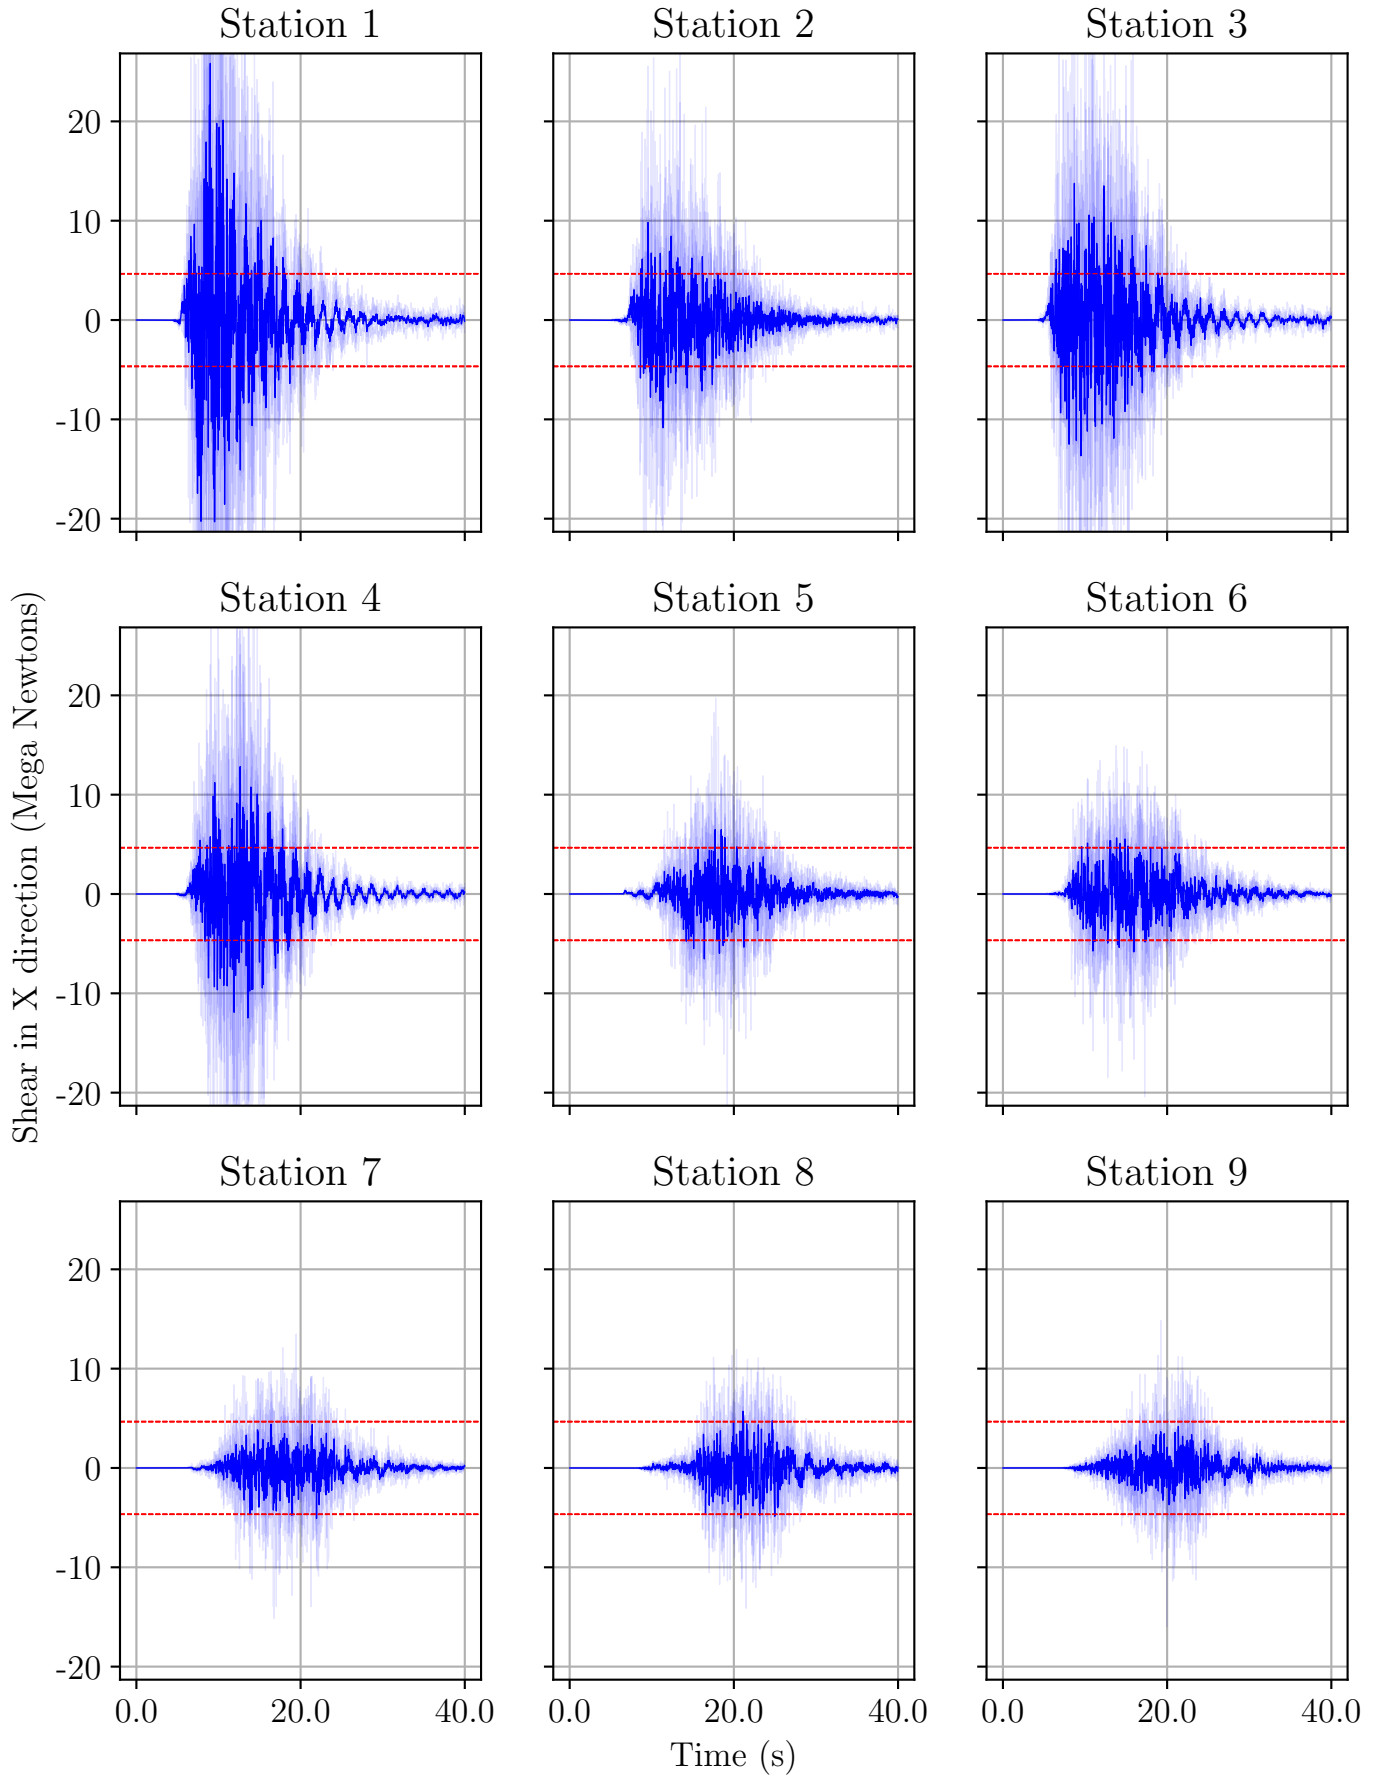 Station 1
Station 2
Station 3
20
10
0
-10
-20
Station 4
Station 5
Station 6
20
10
0
-10
-20
Shear in X direction (Mega Newtons)
Station 7
Station 8
Station 9
20
10
0
-10
-20
0.0 20.0 40.0
0.0 20.0 40.0
0.0 20.0 40.0
Time (s)